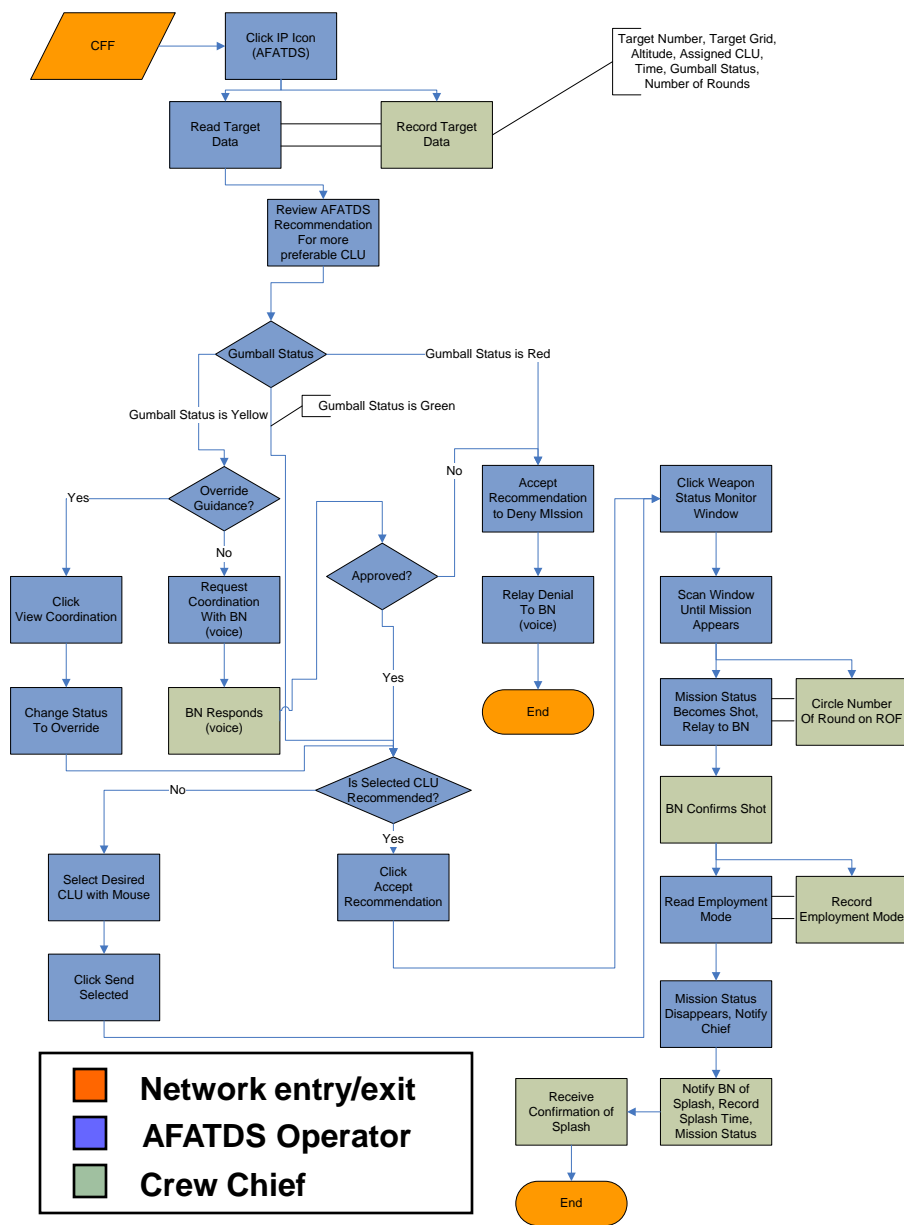 CFF
Click IP Icon
(AFATDS)
Target Number, Target Grid,
Altitude, Assigned CLU,
Time, Gumball Status,
Number of Rounds
Read Target
Data
Record Target
Data
Review AFATDS
Recommendation
For more
preferable CLU
Gumball Status
Gumball Status is Red
Gumball Status is Yellow
Gumball Status is Green
Override
Guidance?
Yes
No
No
Accept
Recommendation
to Deny MIssion
Click Weapon
Status Monitor
Window
Click
View Coordination
Request
Coordination
With BN
(voice)
Approved?
Relay Denial
To BN
(voice)
Scan Window
Until Mission
Appears
Change Status
To Override
BN Responds
(voice)
Yes
End
Mission Status
Becomes Shot,
Relay to BN
Circle Number
Of Round on ROF
Is Selected CLU
Recommended?
No
Yes
BN Confirms Shot
Select Desired
CLU with Mouse
Click
Accept
Recommendation
Read Employment
Mode
Record
Employment Mode
Click Send
Selected
Mission Status
Disappears, Notify
Chief
Notify BN of
Splash, Record
Splash Time,
Mission Status
Receive
Confirmation of
Splash
End
Network entry/exit
AFATDS Operator
Crew Chief